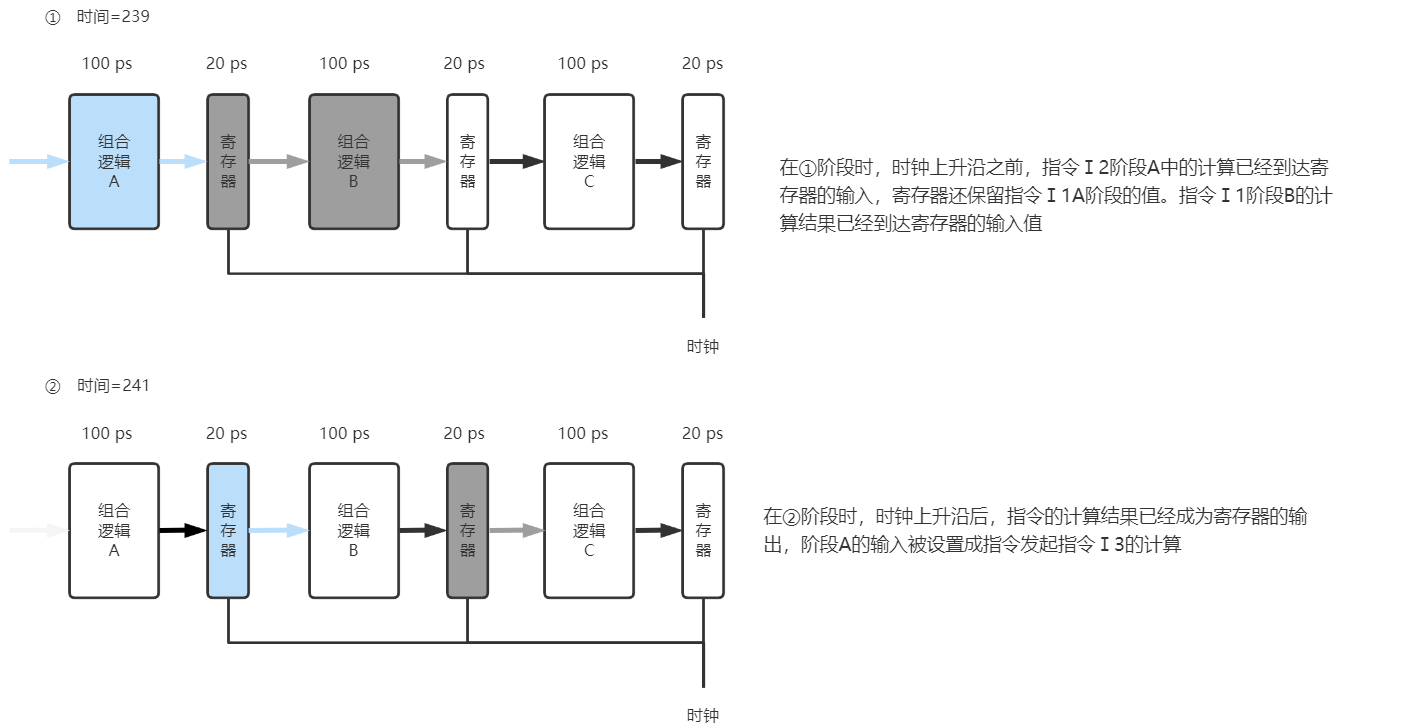 ① 时间=239
100 ps 20 ps 100 ps 20 ps 100 ps 20 ps
组合 寄 组合 寄 组合 寄
逻辑 存 逻辑 存 逻辑 存
A 器 B 器 C 器
在①阶段时，时钟上升沿之前，指令Ⅰ2阶段A中的计算已经到达寄
存器的输入，寄存器还保留指令Ⅰ1A阶段的值。指令Ⅰ1阶段B的计
算结果已经到达寄存器的输入值
时钟
② 时间=241
100 ps 20 ps 100 ps 20 ps 100 ps 20 ps
组合 寄 组合 寄 组合 寄
逻辑 存 逻辑 存 逻辑 存
A 器 B 器 C 器
在②阶段时，时钟上升沿后，指令的计算结果已经成为寄存器的输
出，阶段A的输入被设置成指令发起指令Ⅰ3的计算
时钟